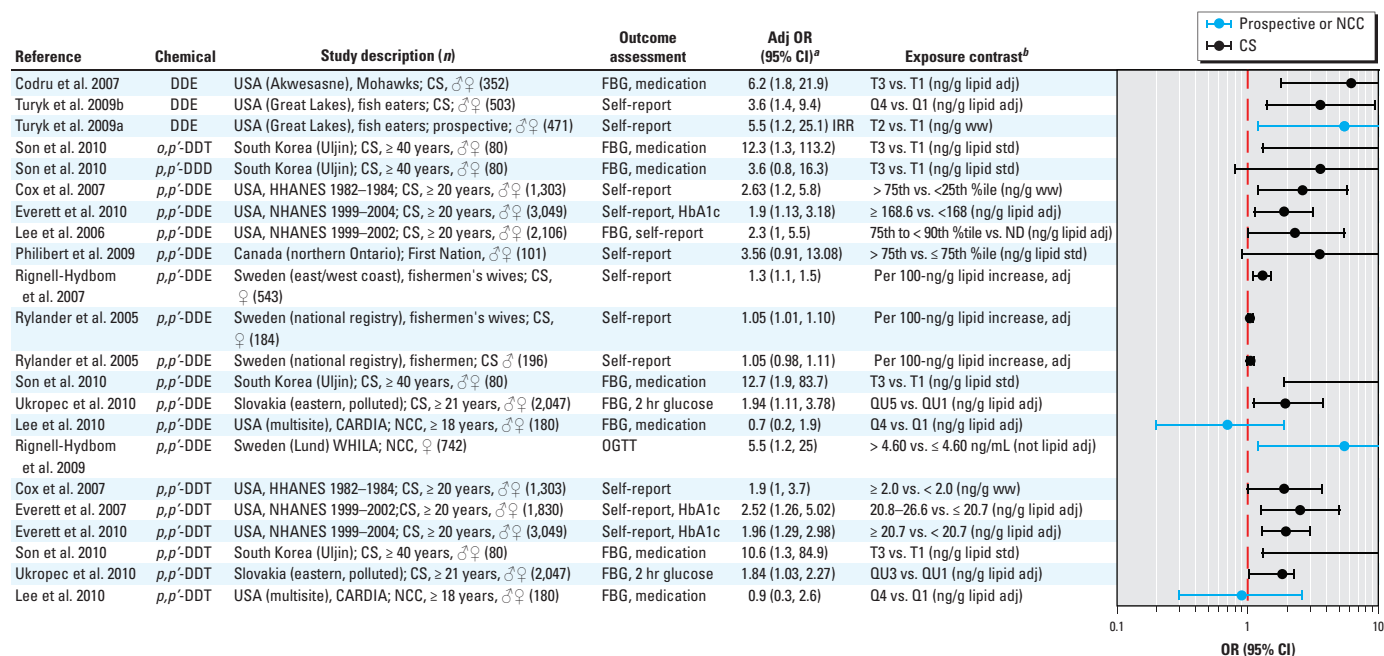 Prospective or NCC
CS
Reference Chemical Study description (n) Outcome assessment Adj OR (95% CI)a Exposure contrastb
Codru et al. 2007 DDE USA (Akwesasne), Mohawks; CS, ♂♀ (352) FBG, medication 6.2 (1.8, 21.9) T3 vs. T1 (ng/g lipid adj)
Turyk et al. 2009b DDE USA (Great Lakes), fish eaters; CS; ♂♀ (503) Self-report 3.6 (1.4, 9.4) Q4 vs. Q1 (ng/g lipid adj)
Turyk et al. 2009a DDE USA (Great Lakes), fish eaters; prospective; ♂♀ (471) Self-report 5.5 (1.2, 25.1) IRR T2 vs. T1 (ng/g ww)
Son et al. 2010 o,p′-DDT South Korea (Uljin); CS, ≥ 40 years, ♂♀ (80) FBG, medication 12.3 (1.3, 113.2) T3 vs. T1 (ng/g lipid std)
Son et al. 2010 p,p′-DDD South Korea (Uljin); CS, ≥ 40 years, ♂♀ (80) FBG, medication 3.6 (0.8, 16.3) T3 vs. T1 (ng/g lipid std)
Cox et al. 2007 p,p′-DDE USA, HHANES 1982–1984; CS, ≥ 20 years, ♂♀ (1,303) Self-report 2.63 (1.2, 5.8) > 75th vs. <25th %ile (ng/g ww)
Everett et al. 2010 p,p′-DDE USA, NHANES 1999–2004; CS, ≥ 20 years, ♂♀ (3,049) Self-report, HbA1c 1.9 (1.13, 3.18) ≥ 168.6 vs. <168 (ng/g lipid adj)
Lee et al. 2006 p,p′-DDE USA, NHANES 1999–2002; CS, ≥ 20 years, ♂♀ (2,106) FBG, self-report 2.3 (1, 5.5) 75th to < 90th %tile vs. ND (ng/g lipid adj)
Philibert et al. 2009 p,p′-DDE Canada (northern Ontario); First Nation, ♂♀ (101) Self-report 3.56 (0.91, 13.08) > 75th vs. ≤ 75th %ile (ng/g lipid std)
Rignell-Hydbom p,p′-DDE Sweden (east/west coast), fishermen's wives; CS, Self-report 1.3 (1.1, 1.5) Per 100-ng/g lipid increase, adj
et al. 2007 ♀ (543)
Rylander et al. 2005 p,p′-DDE Sweden (national registry), fishermen's wives; CS, Self-report 1.05 (1.01, 1.10) Per 100-ng/g lipid increase, adj
♀ (184)
Rylander et al. 2005 p,p′-DDE Sweden (national registry), fishermen; CS ♂ (196) Self-report 1.05 (0.98, 1.11) Per 100-ng/g lipid increase, adj
Son et al. 2010 p,p′-DDE South Korea (Uljin); CS, ≥ 40 years, ♂♀ (80) FBG, medication 12.7 (1.9, 83.7) T3 vs. T1 (ng/g lipid std)
Ukropec et al. 2010 p,p′-DDE Slovakia (eastern, polluted); CS, ≥ 21 years, ♂♀ (2,047) FBG, 2 hr glucose 1.94 (1.11, 3.78) QU5 vs. QU1 (ng/g lipid adj)
Lee et al. 2010 p,p′-DDE USA (multisite), CARDIA; NCC, ≥ 18 years, ♂♀ (180) FBG, medication 0.7 (0.2, 1.9) Q4 vs. Q1 (ng/g lipid adj)
Rignell-Hydbom p,p′-DDE Sweden (Lund) WHILA; NCC, ♀ (742) OGTT 5.5 (1.2, 25) > 4.60 vs. ≤ 4.60 ng/mL (not lipid adj)
et al. 2009
Cox et al. 2007 p,p′-DDT USA, HHANES 1982–1984; CS, ≥ 20 years, ♂♀ (1,303) Self-report 1.9 (1, 3.7) ≥ 2.0 vs. < 2.0 (ng/g ww)
Everett et al. 2007 p,p′-DDT USA, NHANES 1999–2002;CS, ≥ 20 years, ♂♀ (1,830) Self-report, HbA1c 2.52 (1.26, 5.02) 20.8–26.6 vs. ≤ 20.7 (ng/g lipid adj)
Everett et al. 2010 p,p′-DDT USA, NHANES 1999–2004; CS, ≥ 20 years, ♂♀ (3,049) Self-report, HbA1c 1.96 (1.29, 2.98) ≥ 20.7 vs. < 20.7 (ng/g lipid adj)
Son et al. 2010 p,p′-DDT South Korea (Uljin); CS, ≥ 40 years, ♂♀ (80) FBG, medication 10.6 (1.3, 84.9) T3 vs. T1 (ng/g lipid std)
Ukropec et al. 2010 p,p′-DDT Slovakia (eastern, polluted); CS, ≥ 21 years, ♂♀ (2,047) FBG, 2 hr glucose 1.84 (1.03, 2.27) QU3 vs. QU1 (ng/g lipid adj)
Lee et al. 2010 p,p′-DDT USA (multisite), CARDIA; NCC, ≥ 18 years, ♂♀ (180) FBG, medication 0.9 (0.3, 2.6) Q4 vs. Q1 (ng/g lipid adj)
0.1 1 10
OR (95% CI)